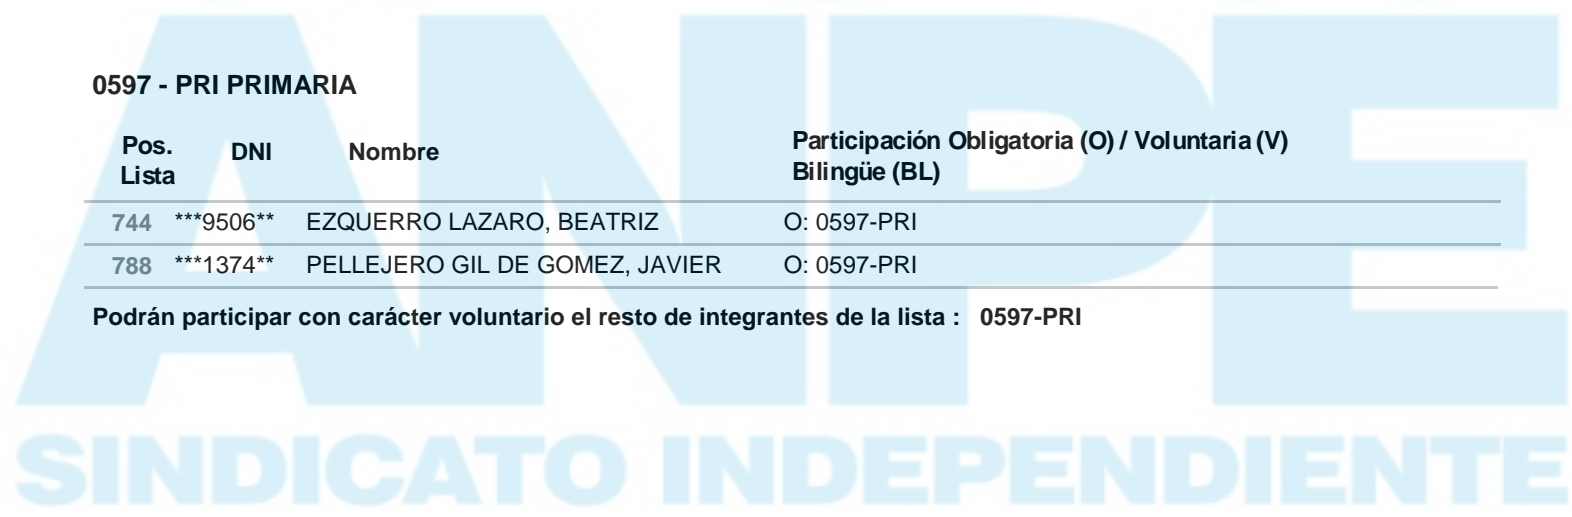 0597 - PRI PRIMARIA
Pos. Lista DNI Nombre Participación Obligatoria (O) / Voluntaria (V) Bilingüe (BL)
744 ***9506** EZQUERRO LAZARO, BEATRIZ O: 0597-PRI
788 ***1374** PELLEJERO GIL DE GOMEZ, JAVIER O: 0597-PRI
Podrán participar con carácter voluntario el resto de integrantes de la lista : 0597-PRI
ANPE
SINDICATO INDEPENDIENTE